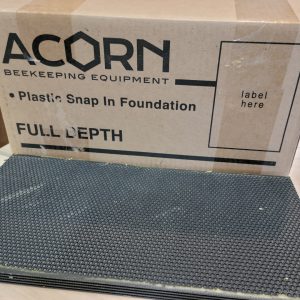 ACORN
BEEKEEPING EQUIPMENT
• Plastic Snap In Foundation
label
here
FULL DEPTH